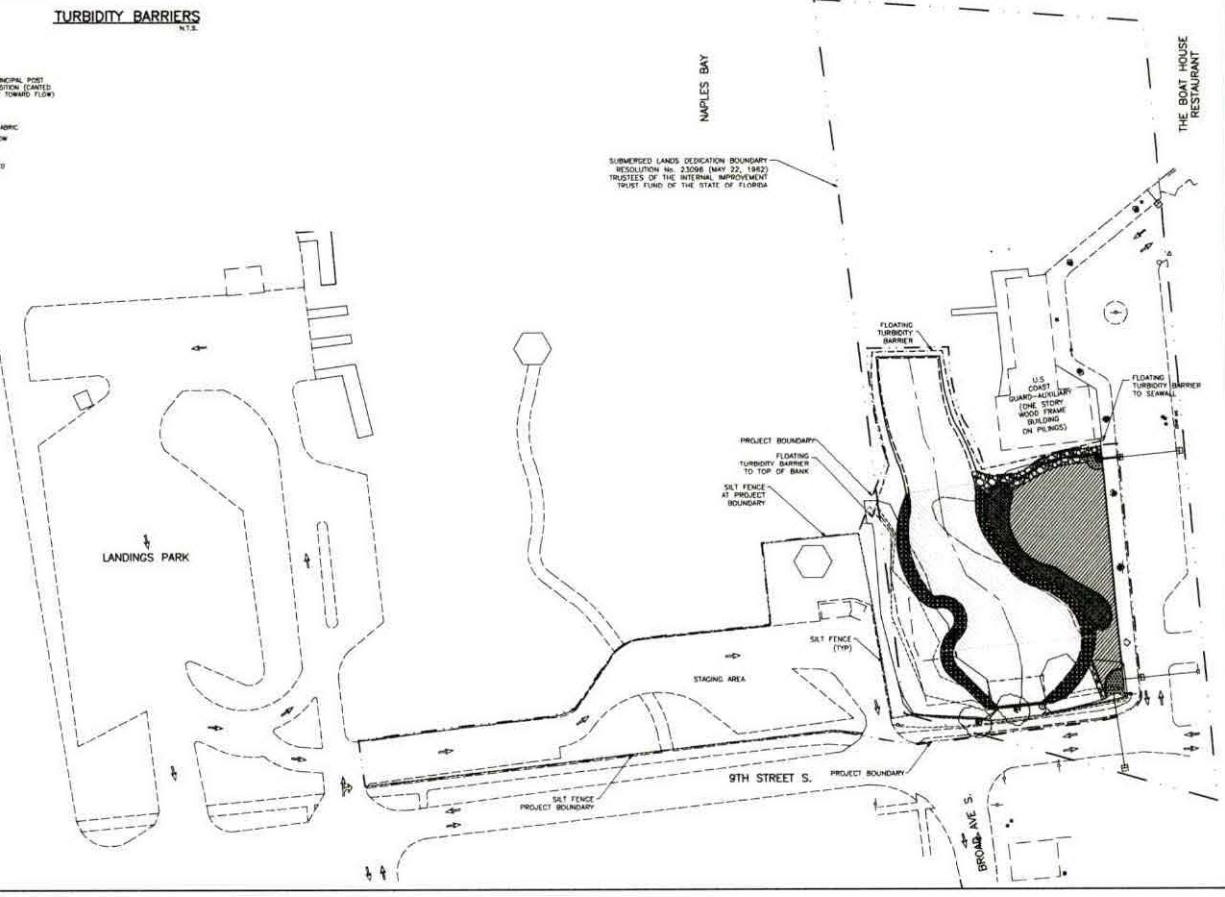 TURBIDITY BARRIERS
N.T.S.
POST
(CANTED
TOWARD FLOW)
NAPLES BAY
THE BOAT HOUSE
RESTAURANT
SUBMERGED LANDS DEDICATION BOUNDARY
RESOLUTION No. 23096 (MAY 22, 1962)
TRUSTEES OF THE INTERNAL IMPROVEMENT
TRUST FUND OF THE STATE OF FLORIDA
FLOATING
TURBIDITY
BARRIER
U.S
COAST
GUARD-AUXILIARY
(ONE STORY
WOOD FRAME
BUILDING
ON PILINGS)
FLOATING
TURBIDITY BARRIER
TO SEAWALL
PROJECT BOUNDARY
FLOATING
TURBIDITY BARRIER
TO TOP OF BANK
SILT FENCE
AT PROJECT
BOUNDARY
LANDINGS PARK
SILT FENCE
(TYP)
STAGING AREA
9TH STREET S.
PROJECT BOUNDARY
SILT FENCE
PROJECT BOUNDARY
BROAD AVE S.